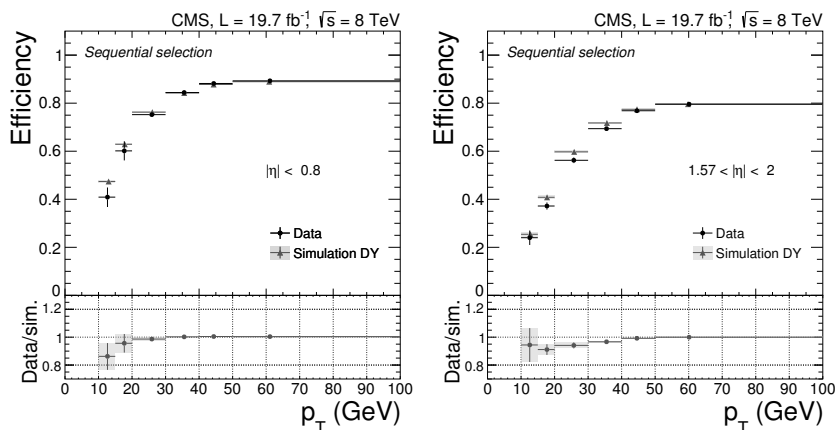 CMS, L = 19.7 fb⁻¹, √s = 8 TeV
Efficiency
1
0.8
0.6
0.4
0.2
0
Sequential selection
|η| < 0.8
Data
Simulation DY
Data/sim.
1.2
1
0.8
0 10 20 30 40 50 60 70 80 90 100
p_T (GeV)
CMS, L = 19.7 fb⁻¹, √s = 8 TeV
Efficiency
1
0.8
0.6
0.4
0.2
0
Sequential selection
1.57 < |η| < 2
Data
Simulation DY
Data/sim.
1.2
1
0.8
0 10 20 30 40 50 60 70 80 90 100
p_T (GeV)